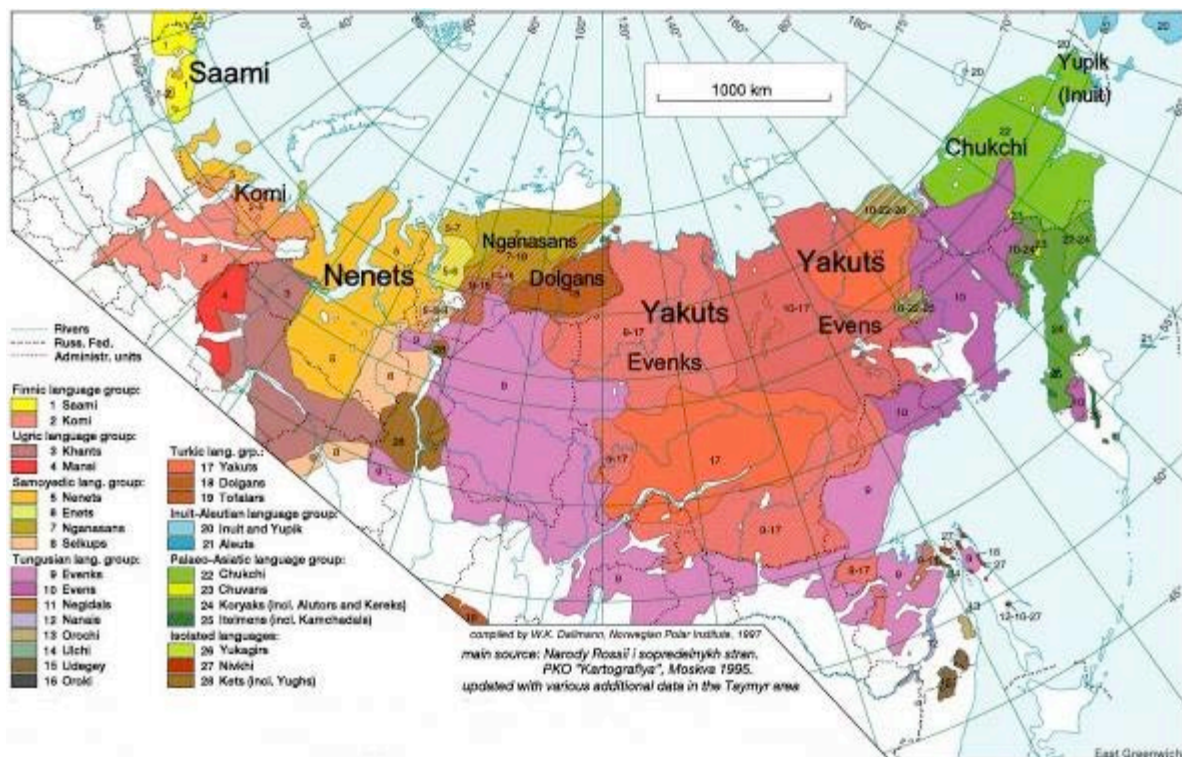 Saami
Komi
Nenets
Nganasans
Dolgans
Yakuts
Evenks
Yakuts
Evens
Chukchi
Yupik
(Inuit)
1000 km
Rivers
Russ. Fed.
Administr. units
Finnic language group:
1 Saami
2 Komi
Ugric language group:
3 Khants
4 Mansi
Samoyedic lang. group:
5 Nenets
6 Enets
7 Nganasans
8 Selkups
Tungusian lang. group:
9 Evenks
10 Evens
11 Negidals
12 Nanais
13 Orochi
14 Ulchi
15 Udegey
16 Oroki
Turkic lang. grp.:
17 Yakuts
18 Dolgans
19 Tofalars
Inuit-Aleutian language group:
20 Inuit and Yupik
21 Aleuts
Palaeo-Asiatic language group:
22 Chukchi
23 Chuvans
24 Koryaks (incl. Alutors and Kereks)
25 Itelmens (incl. Kamchadals)
Isolated languages:
26 Yukagirs
27 Nivkhi
28 Kets (incl. Yughs)
compiled by W.K. Dallmann, Norwegian Polar Institute, 1997
main source: Narody Rossii i sopredelnykh stran.
PKO "Kartografiya", Moskva 1995.
updated with various additional data in the Taymyr area
East Greenwich